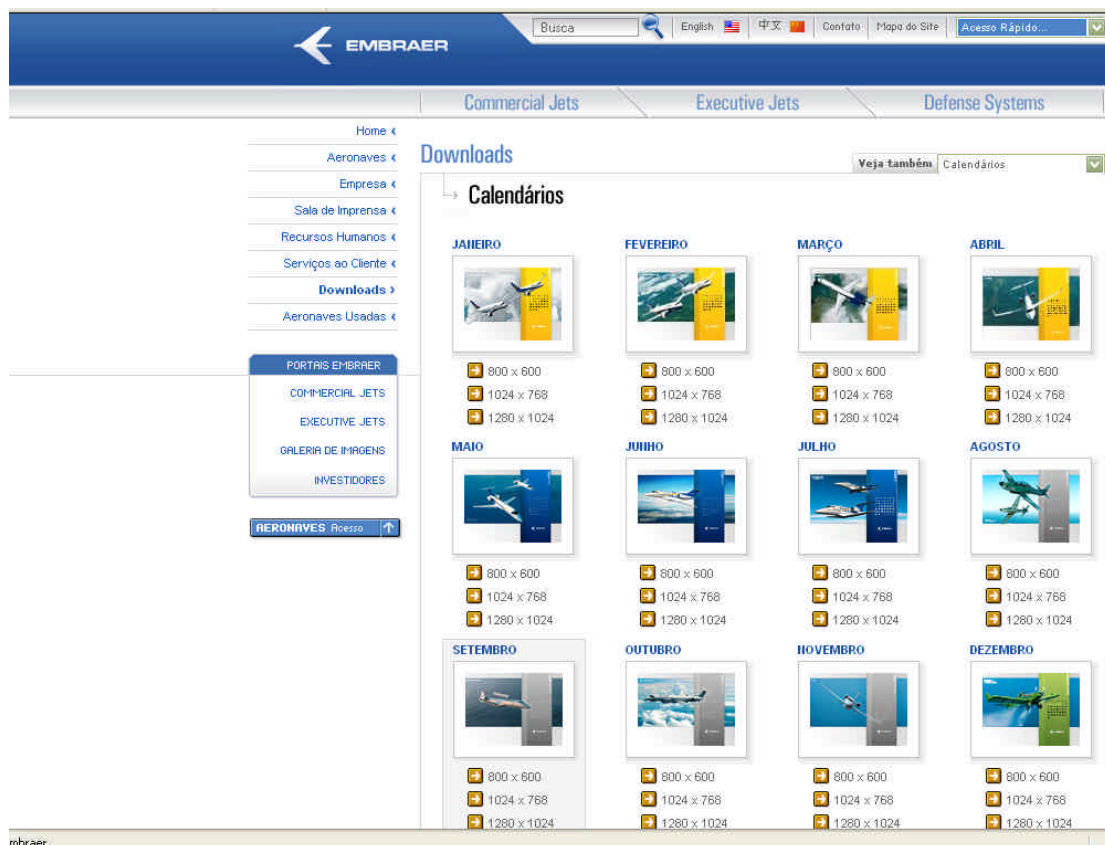 EMBRAER
Busca
English
中文
Contato
Mapa do Site
Acesso Rápido...
Commercial Jets
Executive Jets
Defense Systems
Home
Aeronaves
Empresa
Sala de Imprensa
Recursos Humanos
Serviços ao Cliente
Downloads
Aeronaves Usadas
PORTAIS EMBRAER
COMMERCIAL JETS
EXECUTIVE JETS
GALERIA DE IMAGENS
INVESTIDORES
AERONAVES Acesso
Downloads
Veja também
Calendários
Calendários
JANEIRO FEVEREIRO MARÇO ABRIL
800 x 600 800 x 600 800 x 600 800 x 600
1024 x 768 1024 x 768 1024 x 768 1024 x 768
1280 x 1024 1280 x 1024 1280 x 1024 1280 x 1024
MAIO JUNHO JULHO AGOSTO
800 x 600 800 x 600 800 x 600 800 x 600
1024 x 768 1024 x 768 1024 x 768 1024 x 768
1280 x 1024 1280 x 1024 1280 x 1024 1280 x 1024
SETEMBRO OUTUBRO NOVEMBRO DEZEMBRO
800 x 600 800 x 600 800 x 600 800 x 600
1024 x 768 1024 x 768 1024 x 768 1024 x 768
1280 x 1024 1280 x 1024 1280 x 1024 1280 x 1024